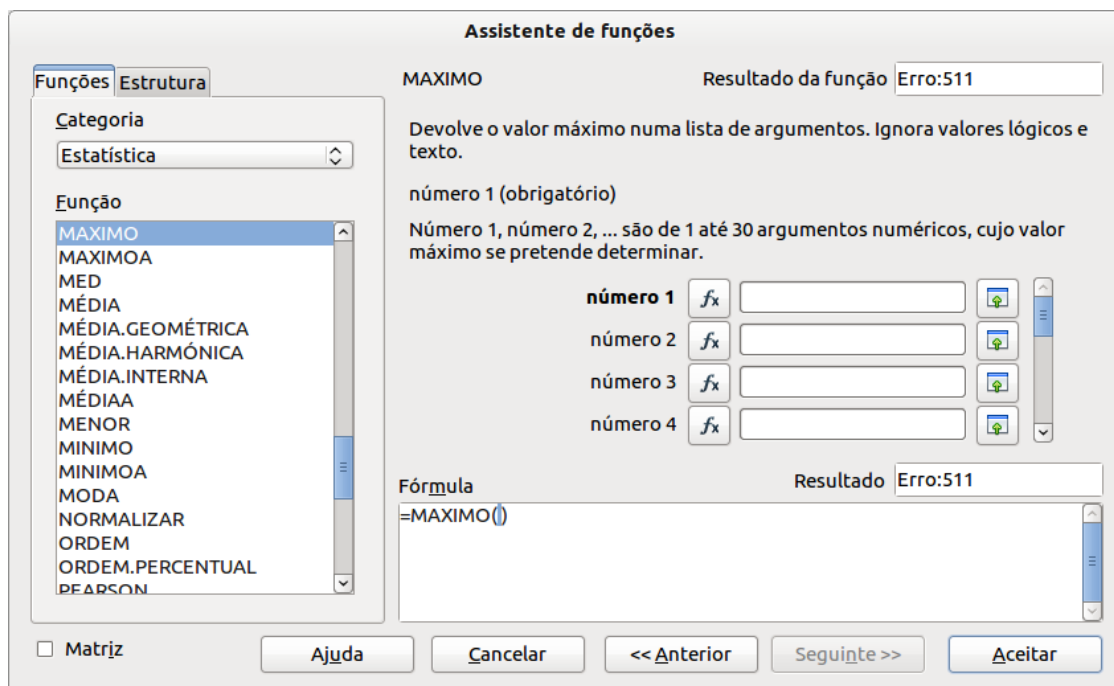 Assistente de funções
Funções
Estrutura
Categoria
Estatística
Função
MAXIMO
MAXIMOA
MED
MÉDIA
MÉDIA.GEOMÉTRICA
MÉDIA.HARMÓNICA
MÉDIA.INTERNA
MÉDIAA
MENOR
MINIMO
MINIMOA
MODA
NORMALIZAR
ORDEM
ORDEM.PERCENTUAL
PEARSON
MAXIMO
Resultado da função Erro:511
Devolve o valor máximo numa lista de argumentos. Ignora valores lógicos e
texto.
número 1 (obrigatório)
Número 1, número 2, ... são de 1 até 30 argumentos numéricos, cujo valor
máximo se pretende determinar.
número 1 fx
número 2 fx
número 3 fx
número 4 fx
Fórmula
Resultado Erro:511
=MAXIMO()
Matriz
Ajuda
Cancelar
<< Anterior
Seguinte >>
Aceitar